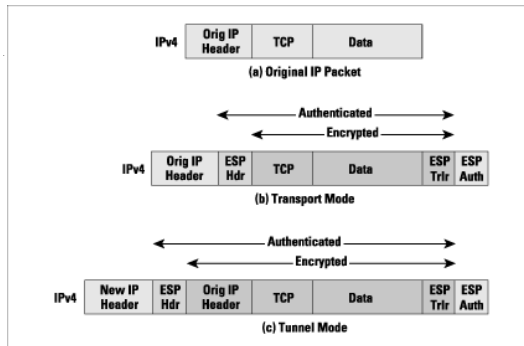 Orig IP
IPv4 Header TCP Data
(a) Original IP Packet
Authenticated
Encrypted
Orig IP ESP ESP ESP
IPv4 Header Hdr TCP Data Trlr Auth
(b) Transport Mode
Authenticated
Encrypted
New IP ESP Orig IP ESP ESP
IPv4 Header Hdr Header TCP Data Trlr Auth
(c) Tunnel Mode